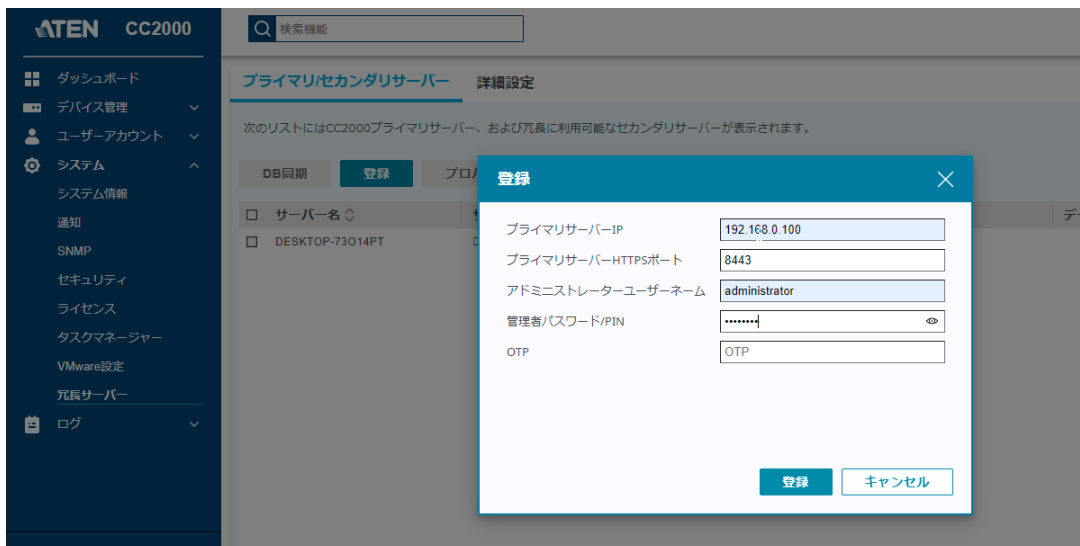 ATEN CC2000
検索機能
ダッシュボード
デバイス管理
ユーザーアカウント
システム
システム情報
通知
SNMP
セキュリティ
ライセンス
タスクマネージャー
VMware設定
冗長サーバー
ログ
プライマリ/セカンダリサーバー 詳細設定
次のリストにはCC2000プライマリサーバー、および冗長に利用可能なセカンダリサーバーが表示されます。
DB同期 登録
サーバー名
DESKTOP-73O14PT
登録
プライマリサーバーIP 192.168.0.100
プライマリサーバーHTTPSポート 8443
アドミニストレーターユーザーネーム administrator
管理者パスワード/PIN ••••••••
OTP OTP
登録 キャンセル